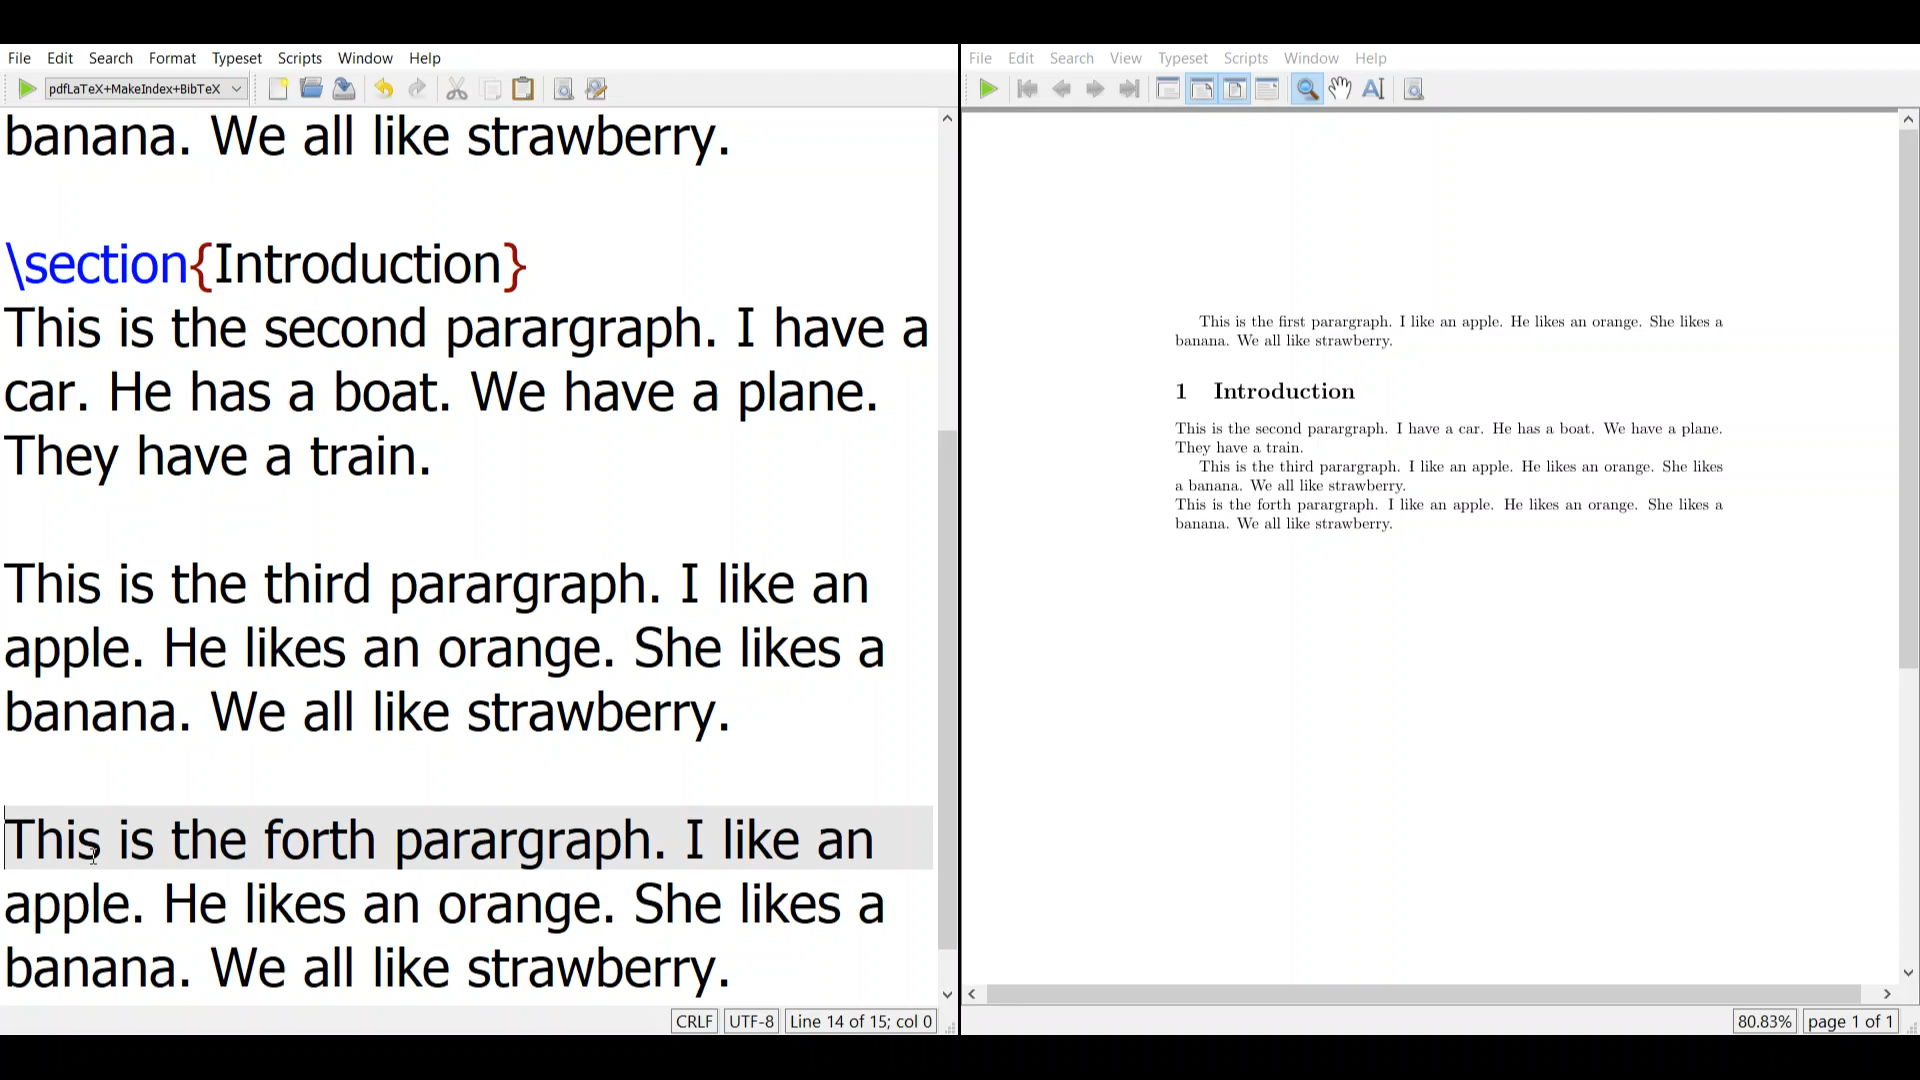 File Edit Search Format Typeset Scripts Window Help
pdfLaTeX+MakeIndex+BibTeX
banana. We all like strawberry.
\section{Introduction}
This is the second parargraph. I have a
car. He has a boat. We have a plane.
They have a train.
This is the third parargraph. I like an
apple. He likes an orange. She likes a
banana. We all like strawberry.
This is the forth parargraph. I like an
apple. He likes an orange. She likes a
banana. We all like strawberry.
CRLF UTF-8 Line 14 of 15; col 0
File Edit Search View Typeset Scripts Window Help
This is the first parargraph. I like an apple. He likes an orange. She likes a
banana. We all like strawberry.
1 Introduction
This is the second parargraph. I have a car. He has a boat. We have a plane.
They have a train.
This is the third parargraph. I like an apple. He likes an orange. She likes
a banana. We all like strawberry.
This is the forth parargraph. I like an apple. He likes an orange. She likes a
banana. We all like strawberry.
80.83% page 1 of 1